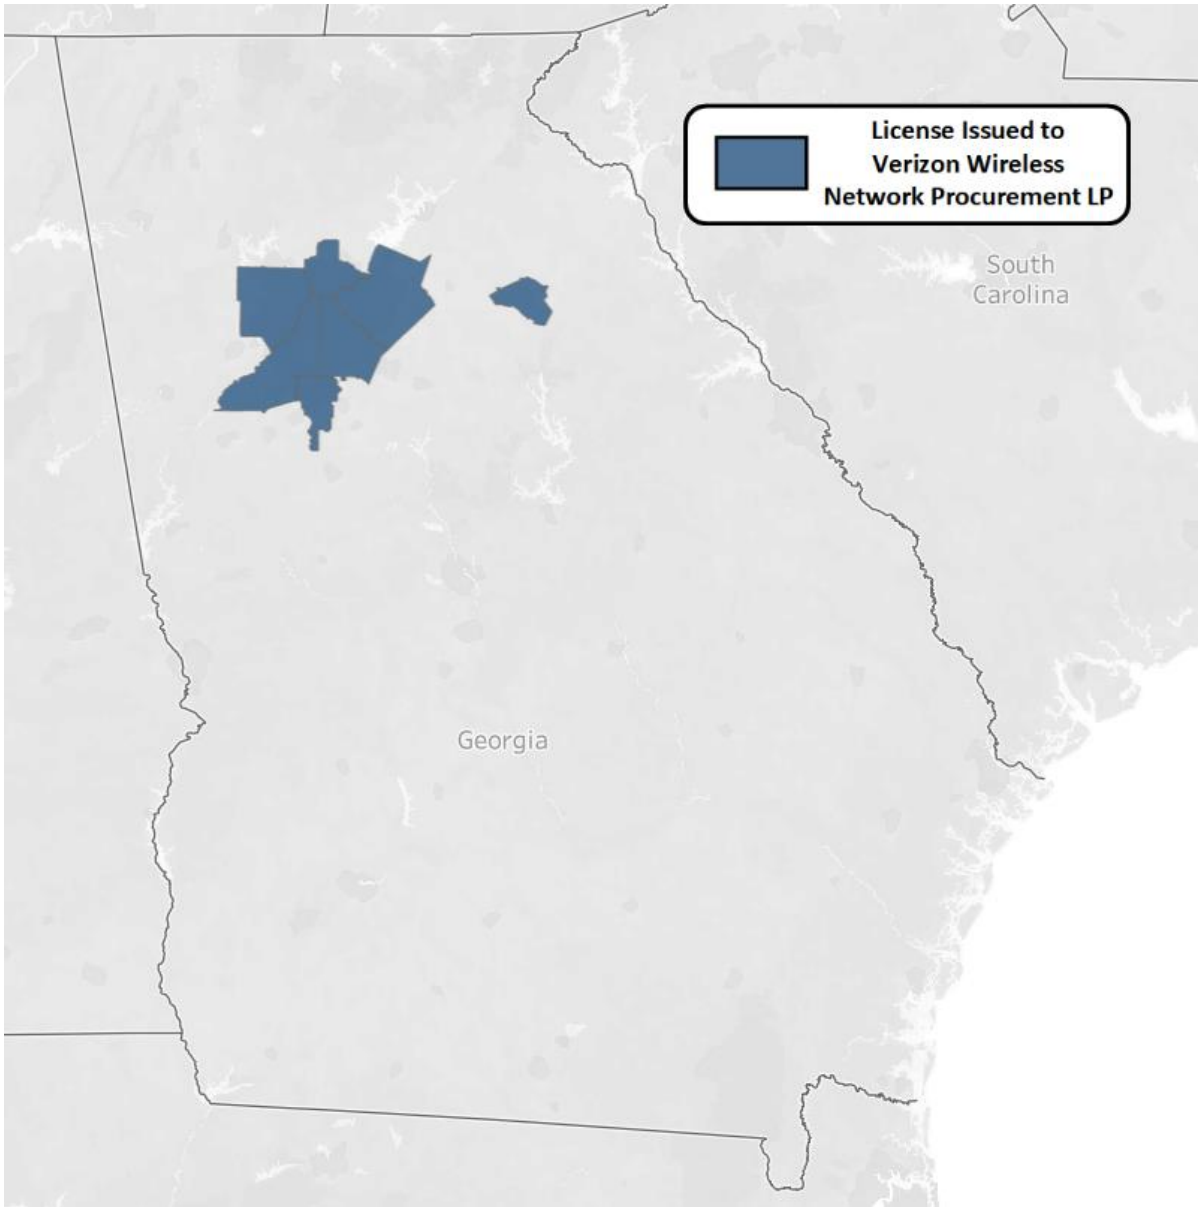 License Issued to
Verizon Wireless
Network Procurement LP
South
Carolina
Georgia